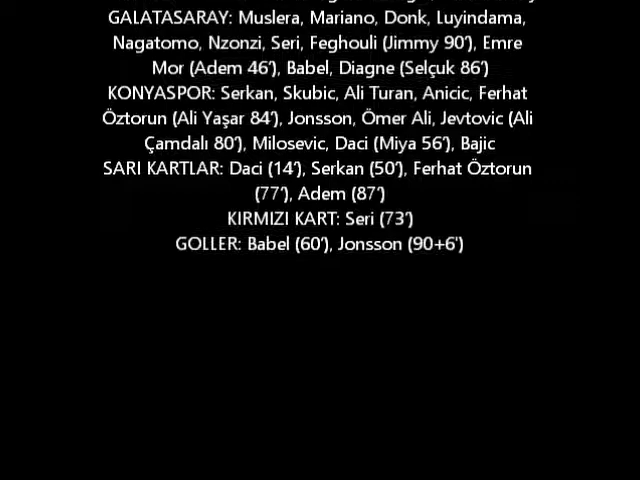 GALATASARAY: Muslera, Mariano, Donk, Luyindama,
Nagatomo, Nzonzi, Seri, Feghouli (Jimmy 90’), Emre
Mor (Adem 46’), Babel, Diagne (Selçuk 86’)
KONYASPOR: Serkan, Skubic, Ali Turan, Anicic, Ferhat
Öztorun (Ali Yaşar 84’), Jonsson, Ömer Ali, Jevtovic (Ali
Çamdalı 80’), Milosevic, Daci (Miya 56’), Bajic
SARI KARTLAR: Daci (14’), Serkan (50’), Ferhat Öztorun
(77’), Adem (87’)
KIRMIZI KART: Seri (73’)
GOLLER: Babel (60’), Jonsson (90+6')